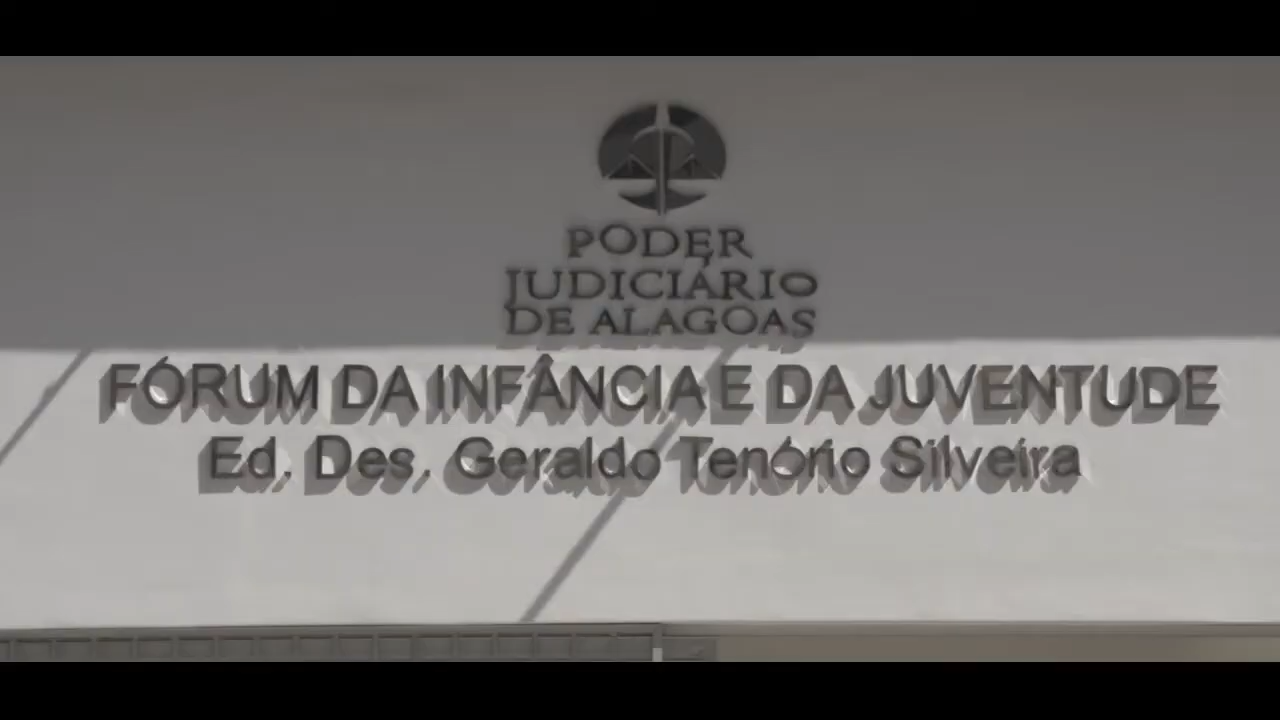 PODER
JUDICIÁRIO
DE ALAGOAS
FÓRUM DA INFÂNCIA E DA JUVENTUDE
Ed. Des. Geraldo Tenório Silveira